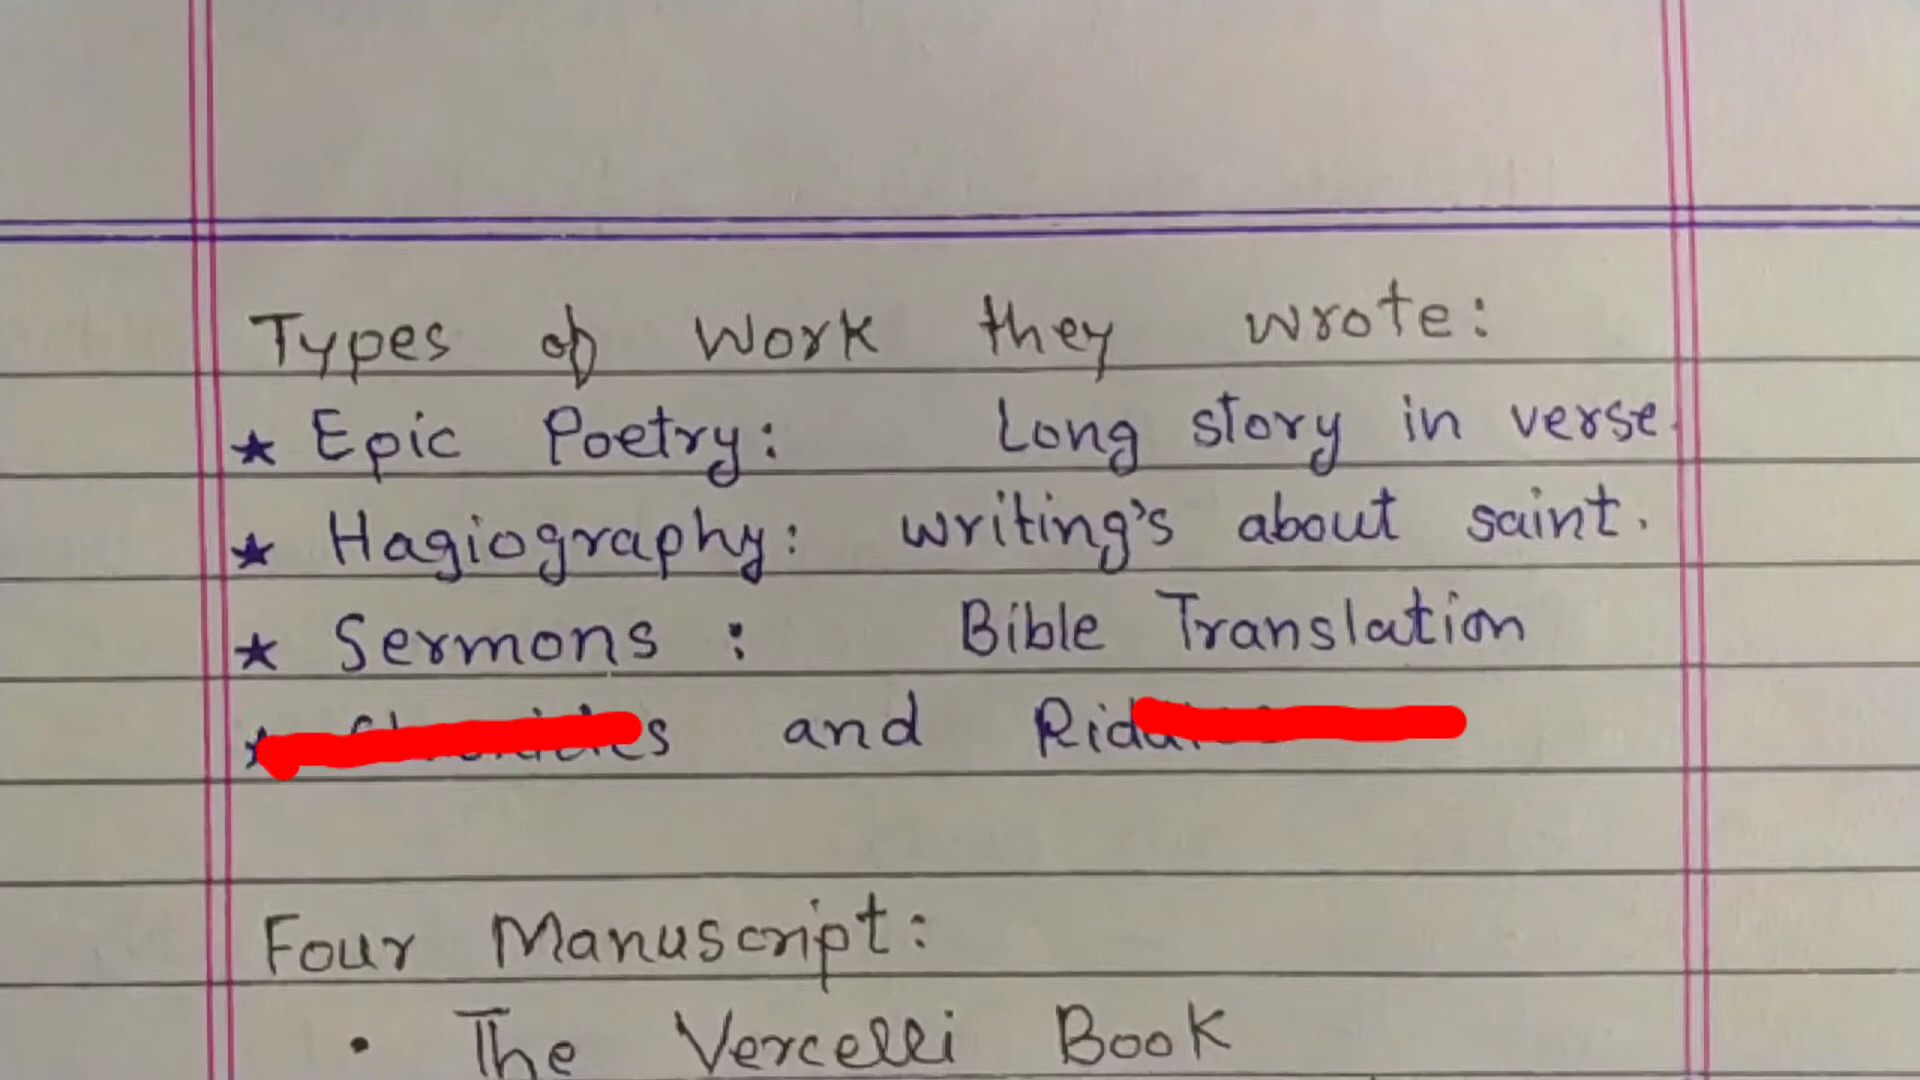 Types of Work they wrote:
★ Epic Poetry: Long story in verse.
★ Hagiography: writing's about saint.
★ Sermons : Bible Translation
and
Four Manuscript:
• The Vercelli Book